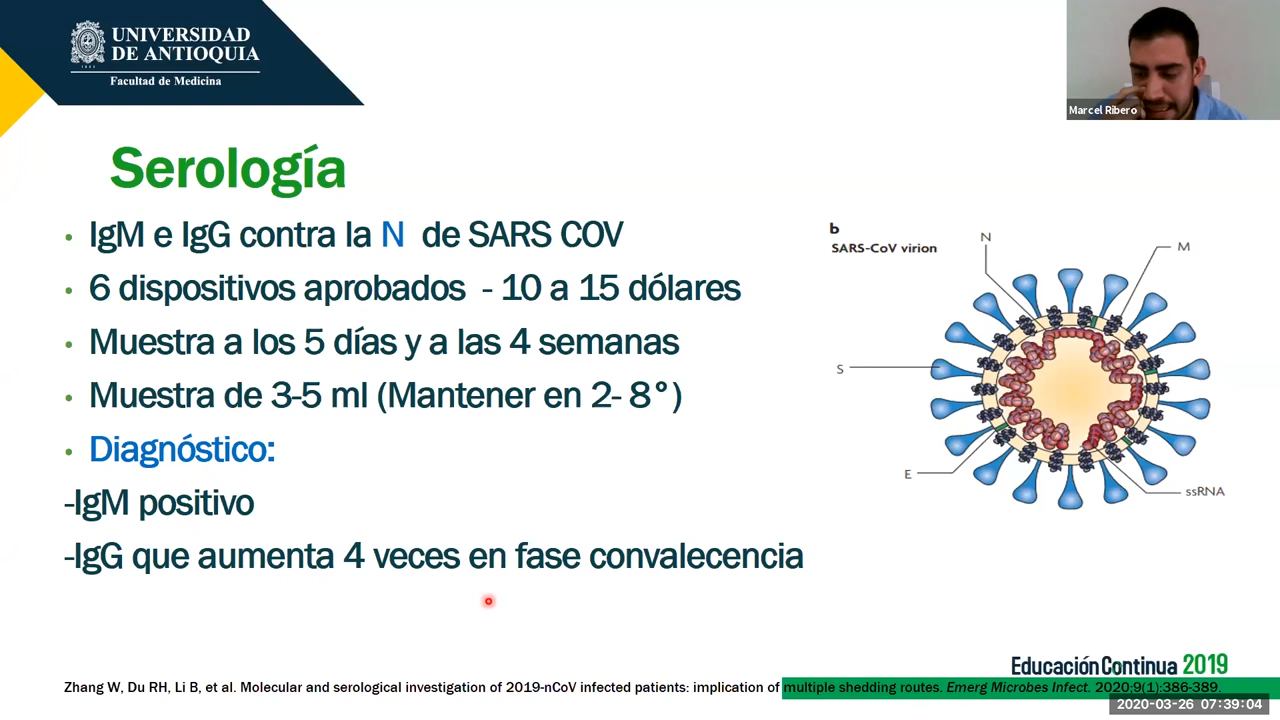 UNIVERSIDAD
DE ANTIOQUIA
1803
Facultad de Medicina
Marcel Ribero
Serología
• IgM e IgG contra la N de SARS COV
• 6 dispositivos aprobados - 10 a 15 dólares
• Muestra a los 5 días y a las 4 semanas
• Muestra de 3-5 ml (Mantener en 2- 8°)
• Diagnóstico:
-IgM positivo
-IgG que aumenta 4 veces en fase convalecencia
b
SARS-CoV virion
N
M
S
E
ssRNA
Educación Continua 2019
Zhang W, Du RH, Li B, et al. Molecular and serological investigation of 2019-nCoV infected patients: implication of multiple shedding routes. Emerg Microbes Infect. 2020;9(1):386-389.
2020-03-26 07:39:04